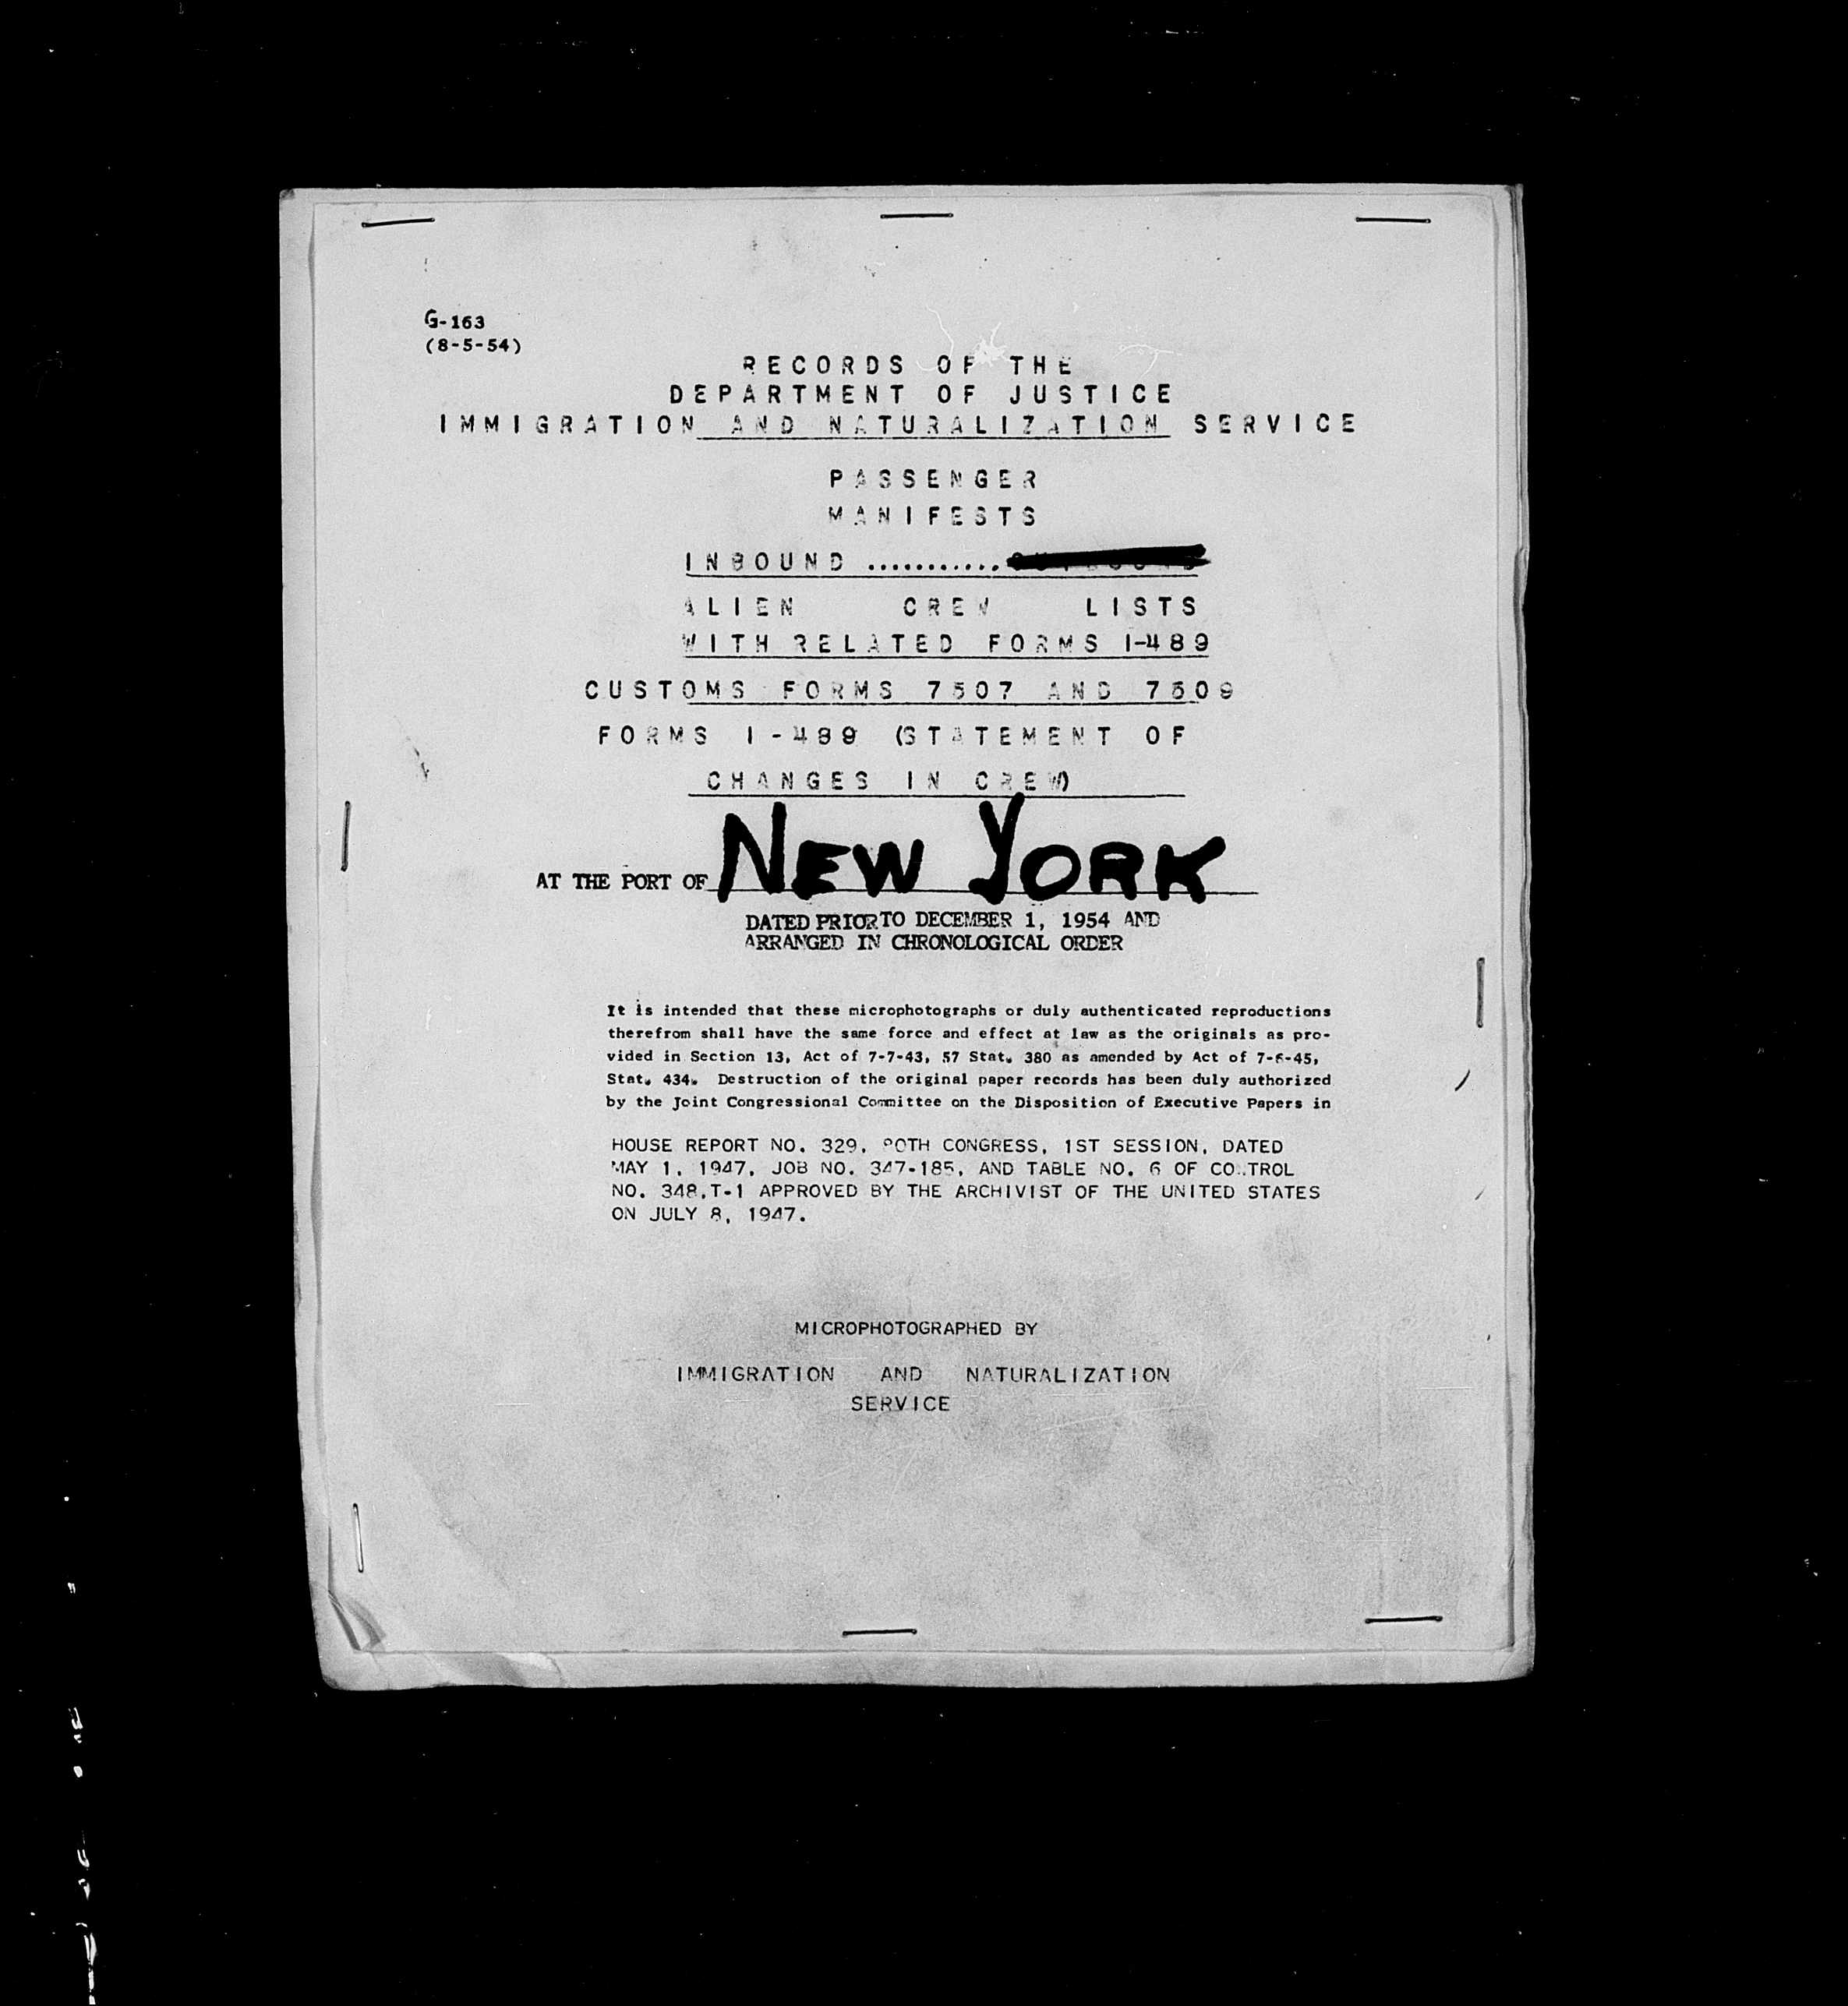 G-163
(8-5-54)
RECORDS OF THE
DEPARTMENT OF JUSTICE
IMMIGRATION AND NATURALIZATION SERVICE
PASSENGER
MANIFESTS
INBOUND ...........
ALIEN CREW LISTS
WITH RELATED FORMS I-489
CUSTOMS FORMS 7507 AND 7509
FORMS I-489 (STATEMENT OF
CHANGES IN CREW)
AT THE PORT OF NEW YORK
DATED PRIOR TO DECEMBER 1, 1954 AND
ARRANGED IN CHRONOLOGICAL ORDER
It is intended that these microphotographs or duly authenticated reproductions
therefrom shall have the same force and effect at law as the originals as pro-
vided in Section 13, Act of 7-7-43, 57 Stat. 380 as amended by Act of 7-6-45,
Stat. 434. Destruction of the original paper records has been duly authorized
by the Joint Congressional Committee on the Disposition of Executive Papers in
HOUSE REPORT NO. 329, 80TH CONGRESS, 1ST SESSION, DATED
MAY 1, 1947, JOB NO. 347-185, AND TABLE NO. 6 OF CONTROL
NO. 348.T-1 APPROVED BY THE ARCHIVIST OF THE UNITED STATES
ON JULY 8, 1947.
MICROPHOTOGRAPHED BY
IMMIGRATION AND NATURALIZATION
SERVICE